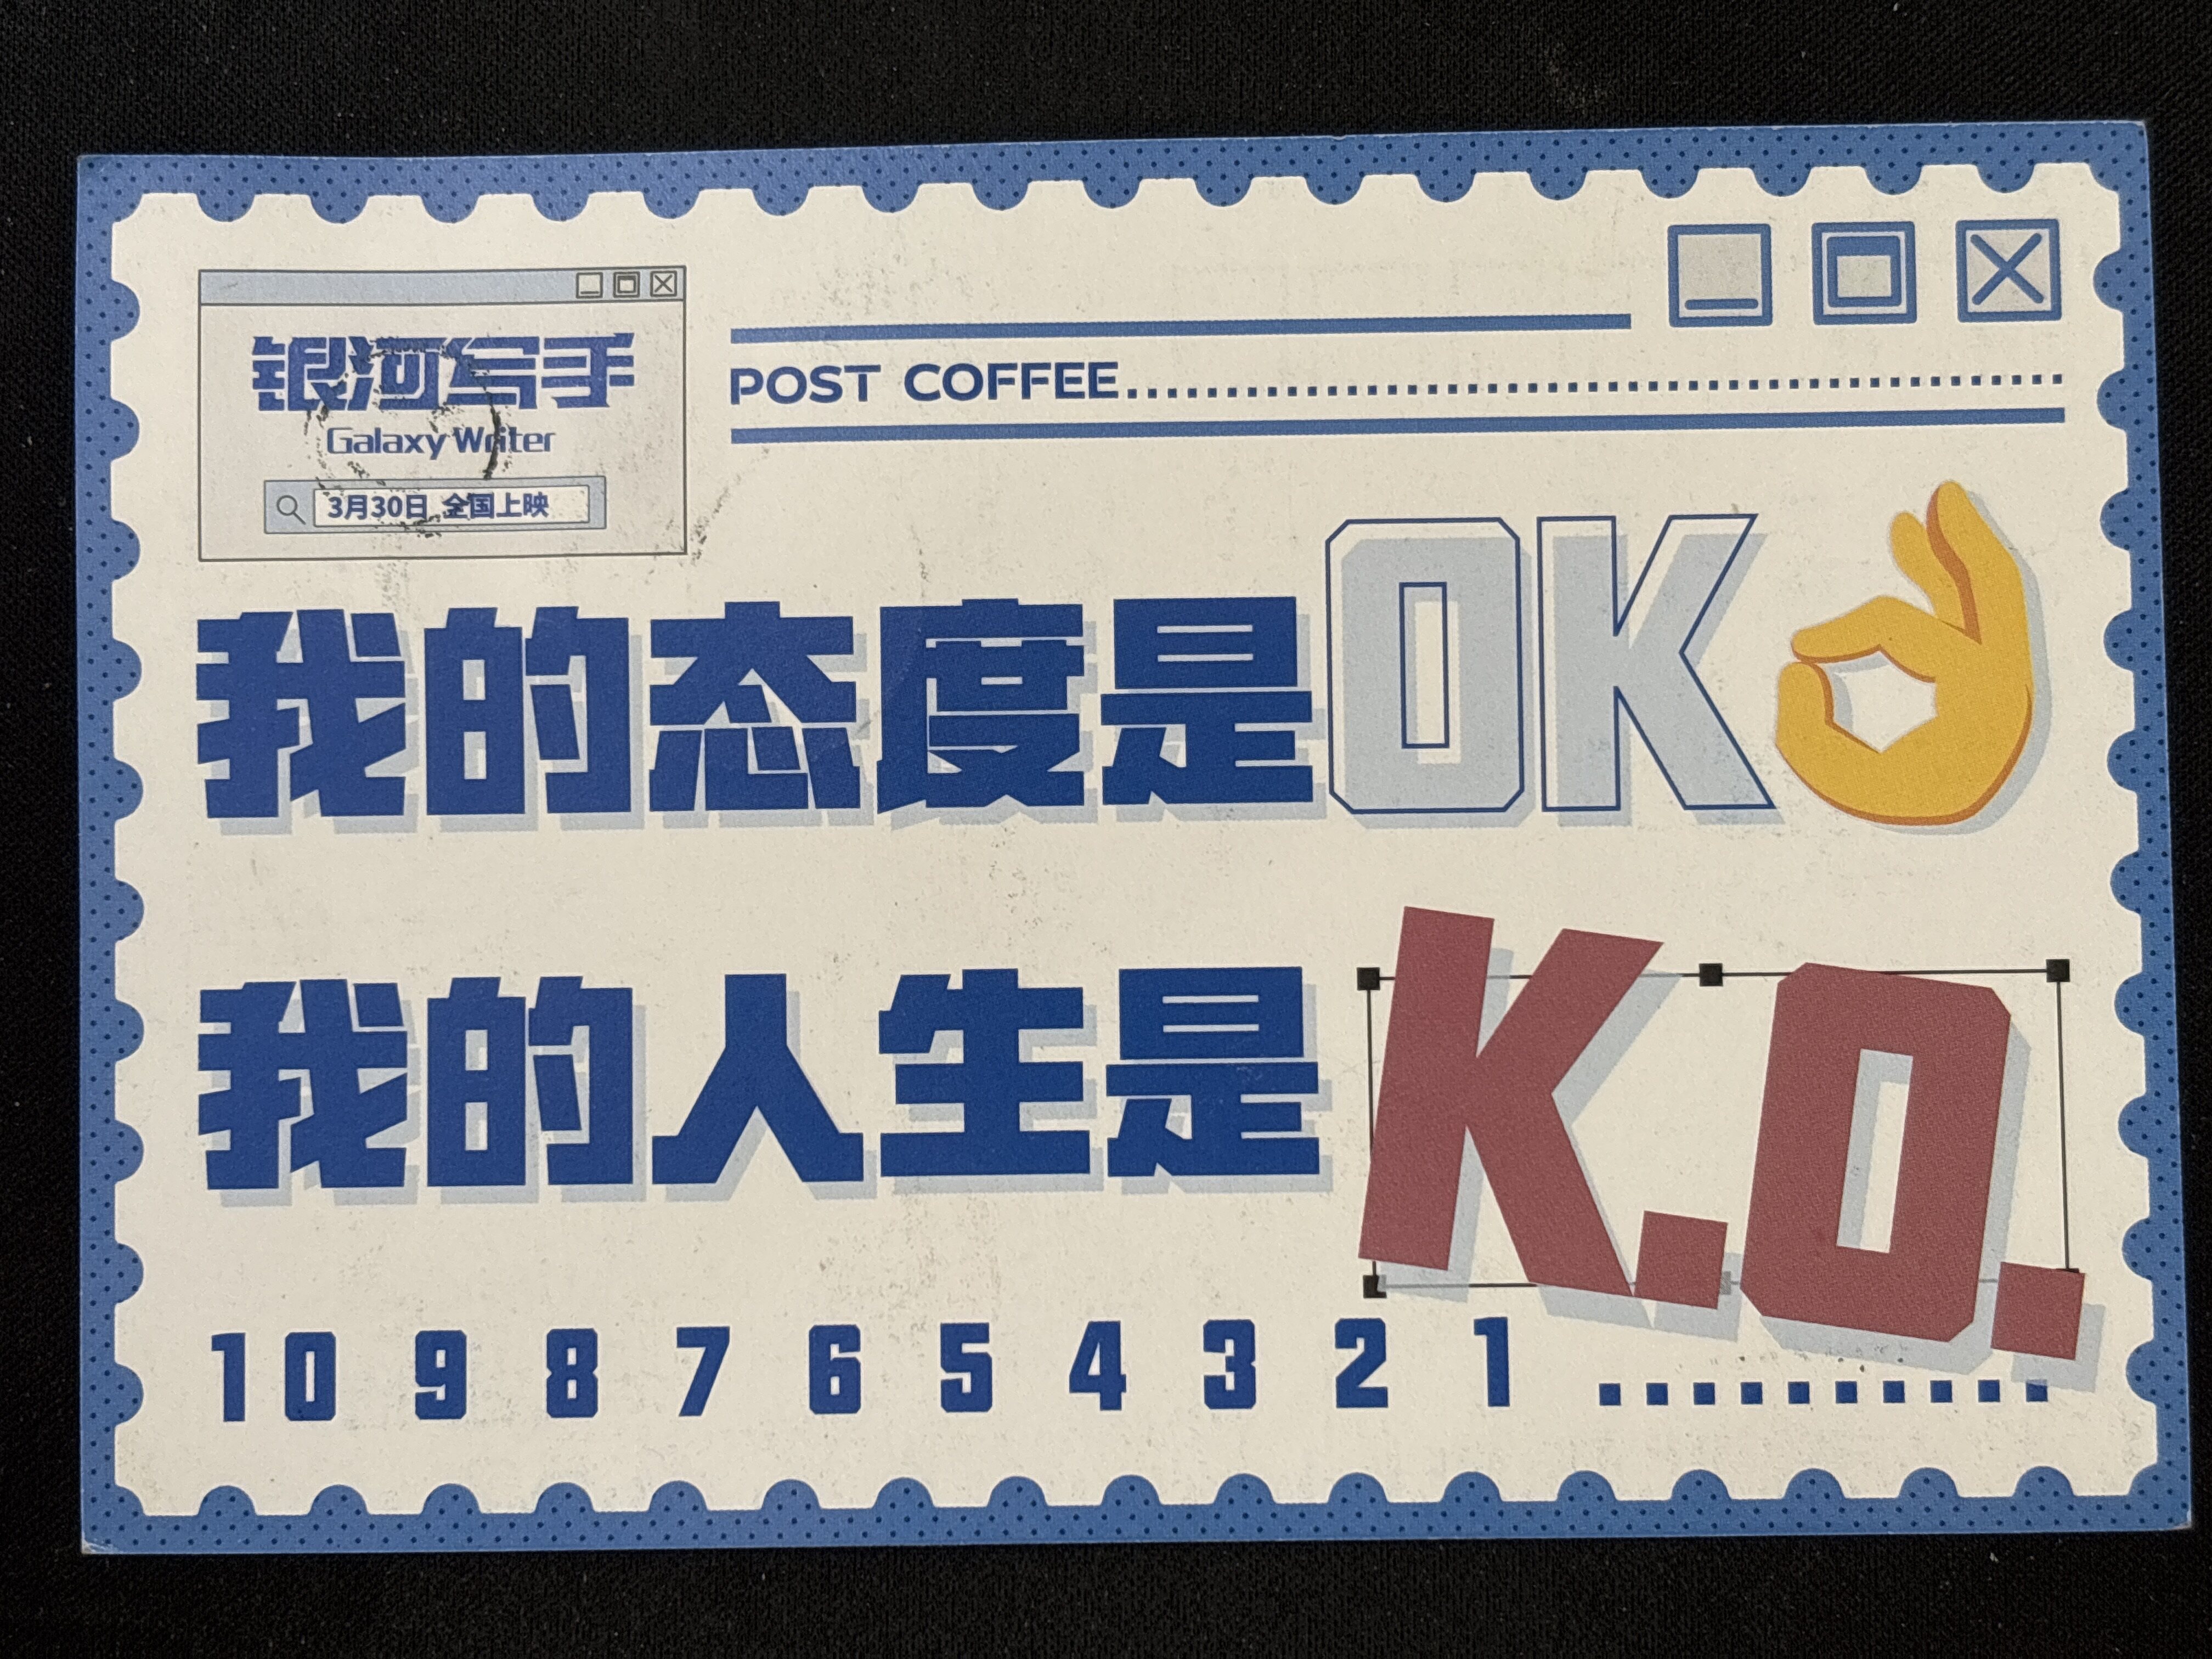 银河写手
Galaxy Writer
3月30日 全国上映
POST COFFEE
我的态度是OK👌
我的人生是K.O.
10 9 8 7 6 5 4 3 2 1 ..........